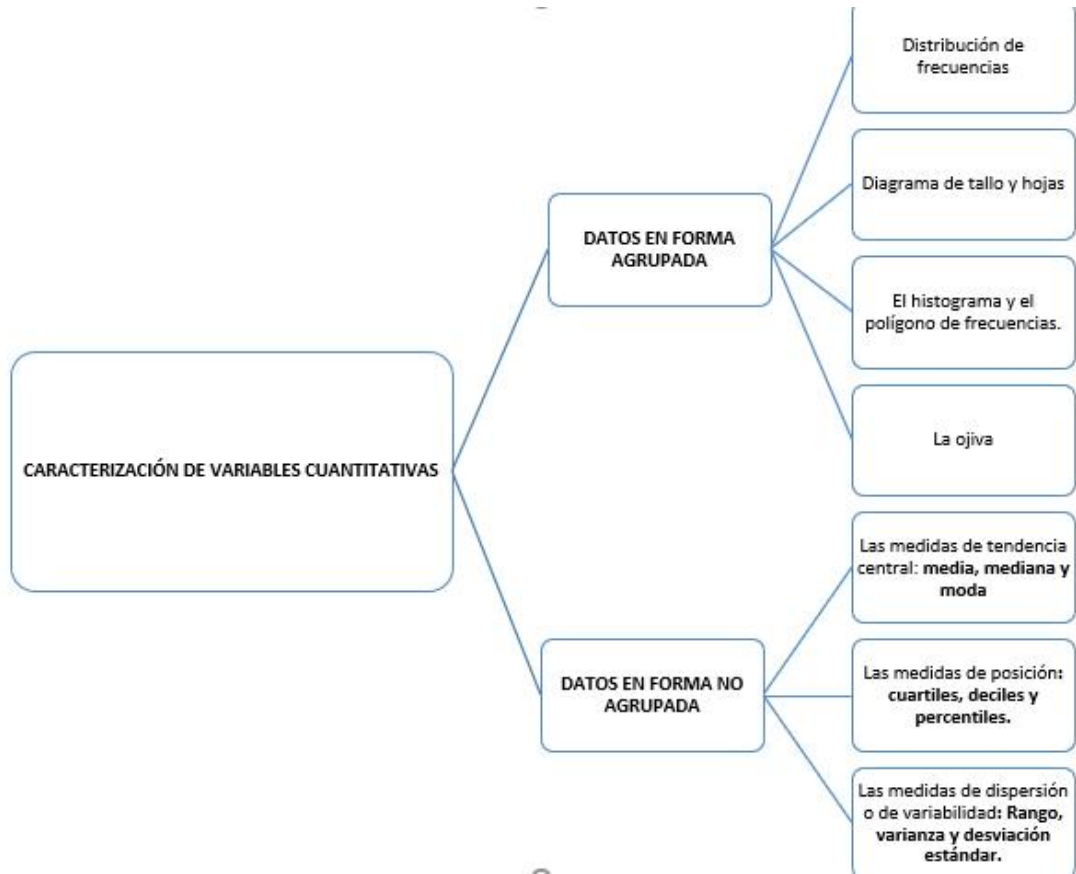 Distribución de
frecuencias
Diagrama de tallo y hojas
DATOS EN FORMA
AGRUPADA
El histograma y el
polígono de frecuencias.
La ojiva
CARACTERIZACIÓN DE VARIABLES CUANTITATIVAS
Las medidas de tendencia
central: media, mediana y
moda
DATOS EN FORMA NO
AGRUPADA
Las medidas de posición:
cuartiles, deciles y
percentiles.
Las medidas de dispersión
o de variabilidad: Rango,
varianza y desviación
estándar.